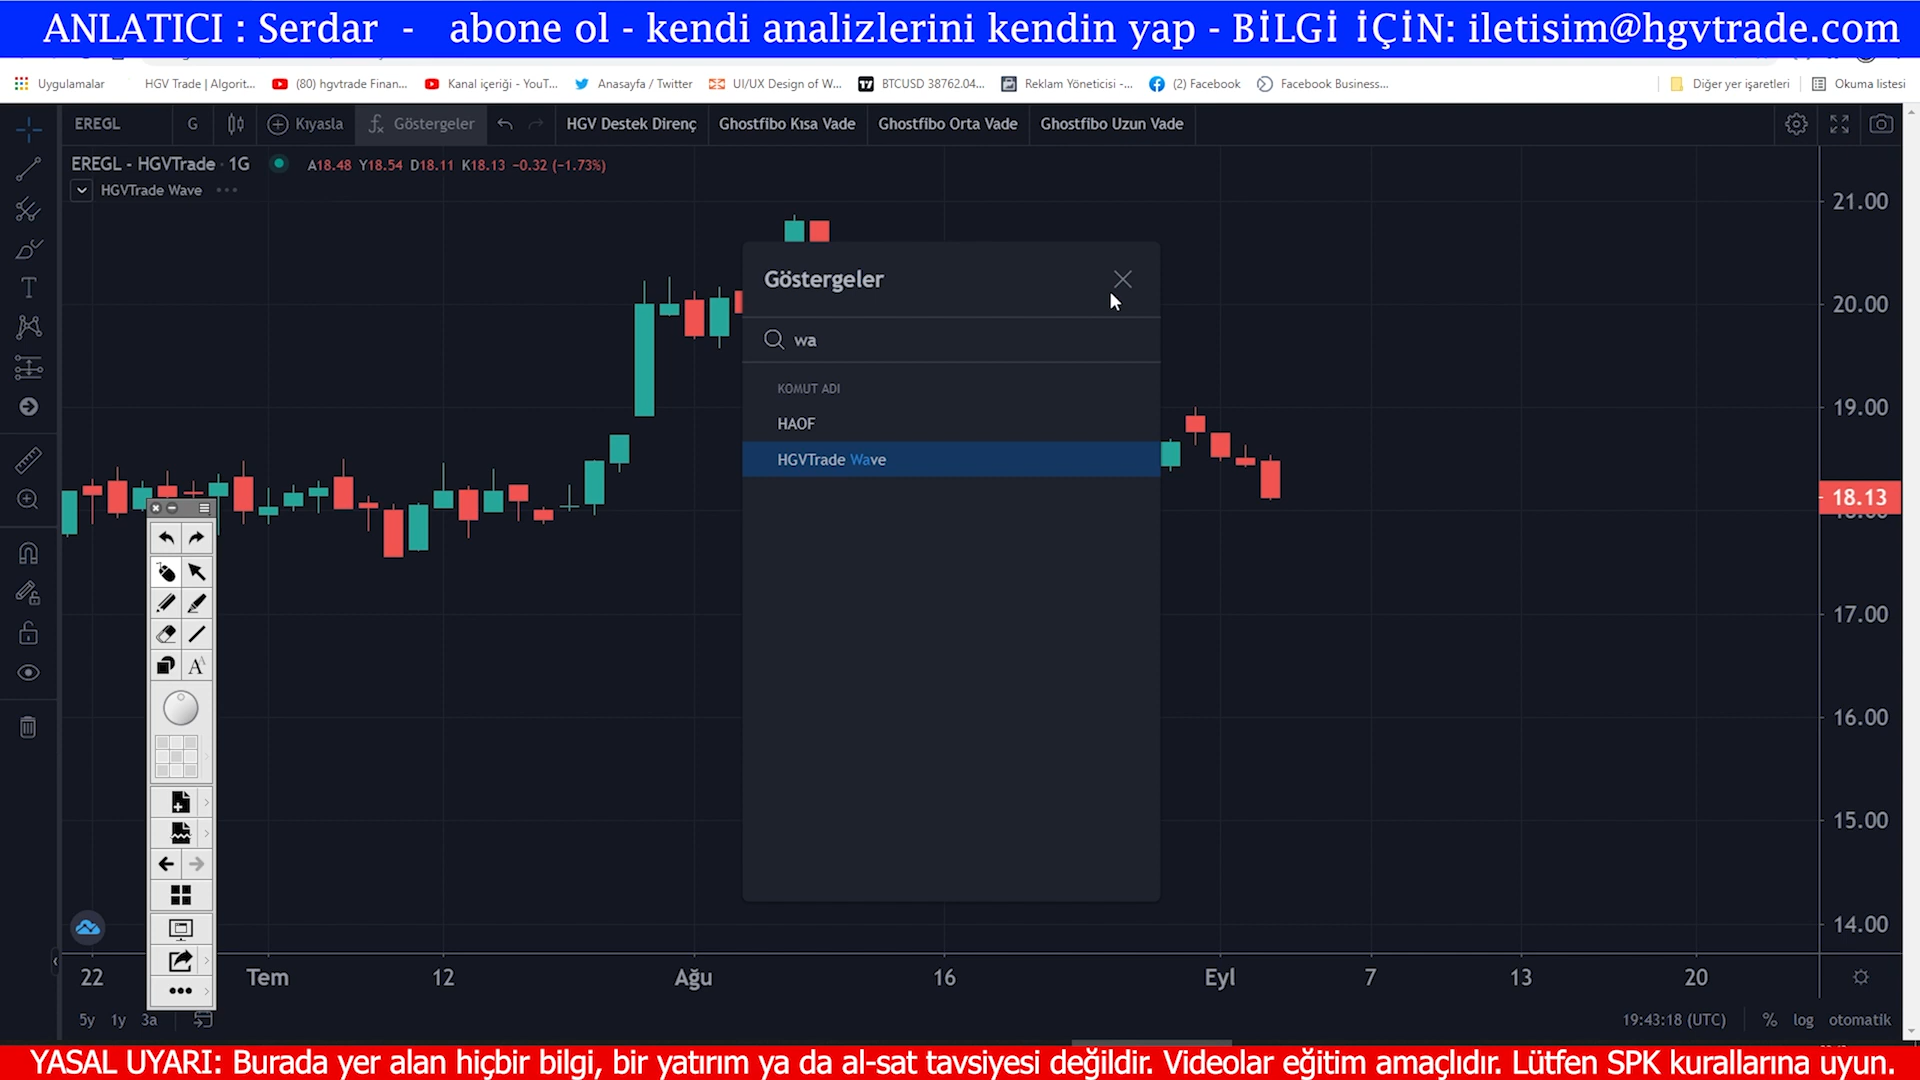 ANLATICI : Serdar - abone ol - kendi analizlerini kendin yap - BİLGİ İÇİN: iletisim@hgvtrade.com
Uygulamalar HGV Trade | Algorit... (80) hgvtrade Finan... Kanal içeriği - YouT... Anasayfa / Twitter UI/UX Design of W... BTCUSD 38762.04... Reklam Yöneticisi -... (2) Facebook Facebook Business... Diğer yer işaretleri Okuma listesi
EREGL G Kıyasla Göstergeler HGV Destek Direnç Ghostfibo Kısa Vade Ghostfibo Orta Vade Ghostfibo Uzun Vade
EREGL - HGVTrade · 1G A18.48 Y18.54 D18.11 K18.13 −0.32 (−1.73%)
HGVTrade Wave
21.00
Göstergeler
20.00
wa
KOMUT ADI
19.00
HAOF
HGVTrade Wave
18.13
17.00
16.00
15.00
14.00
22 Tem 12 Ağu 16 Eyl 7 13 20
5y 1y 3a 19:43:18 (UTC) % log otomatik
YASAL UYARI: Burada yer alan hiçbir bilgi, bir yatırım ya da al-sat tavsiyesi değildir. Videolar eğitim amaçlıdır. Lütfen SPK kurallarına uyun.